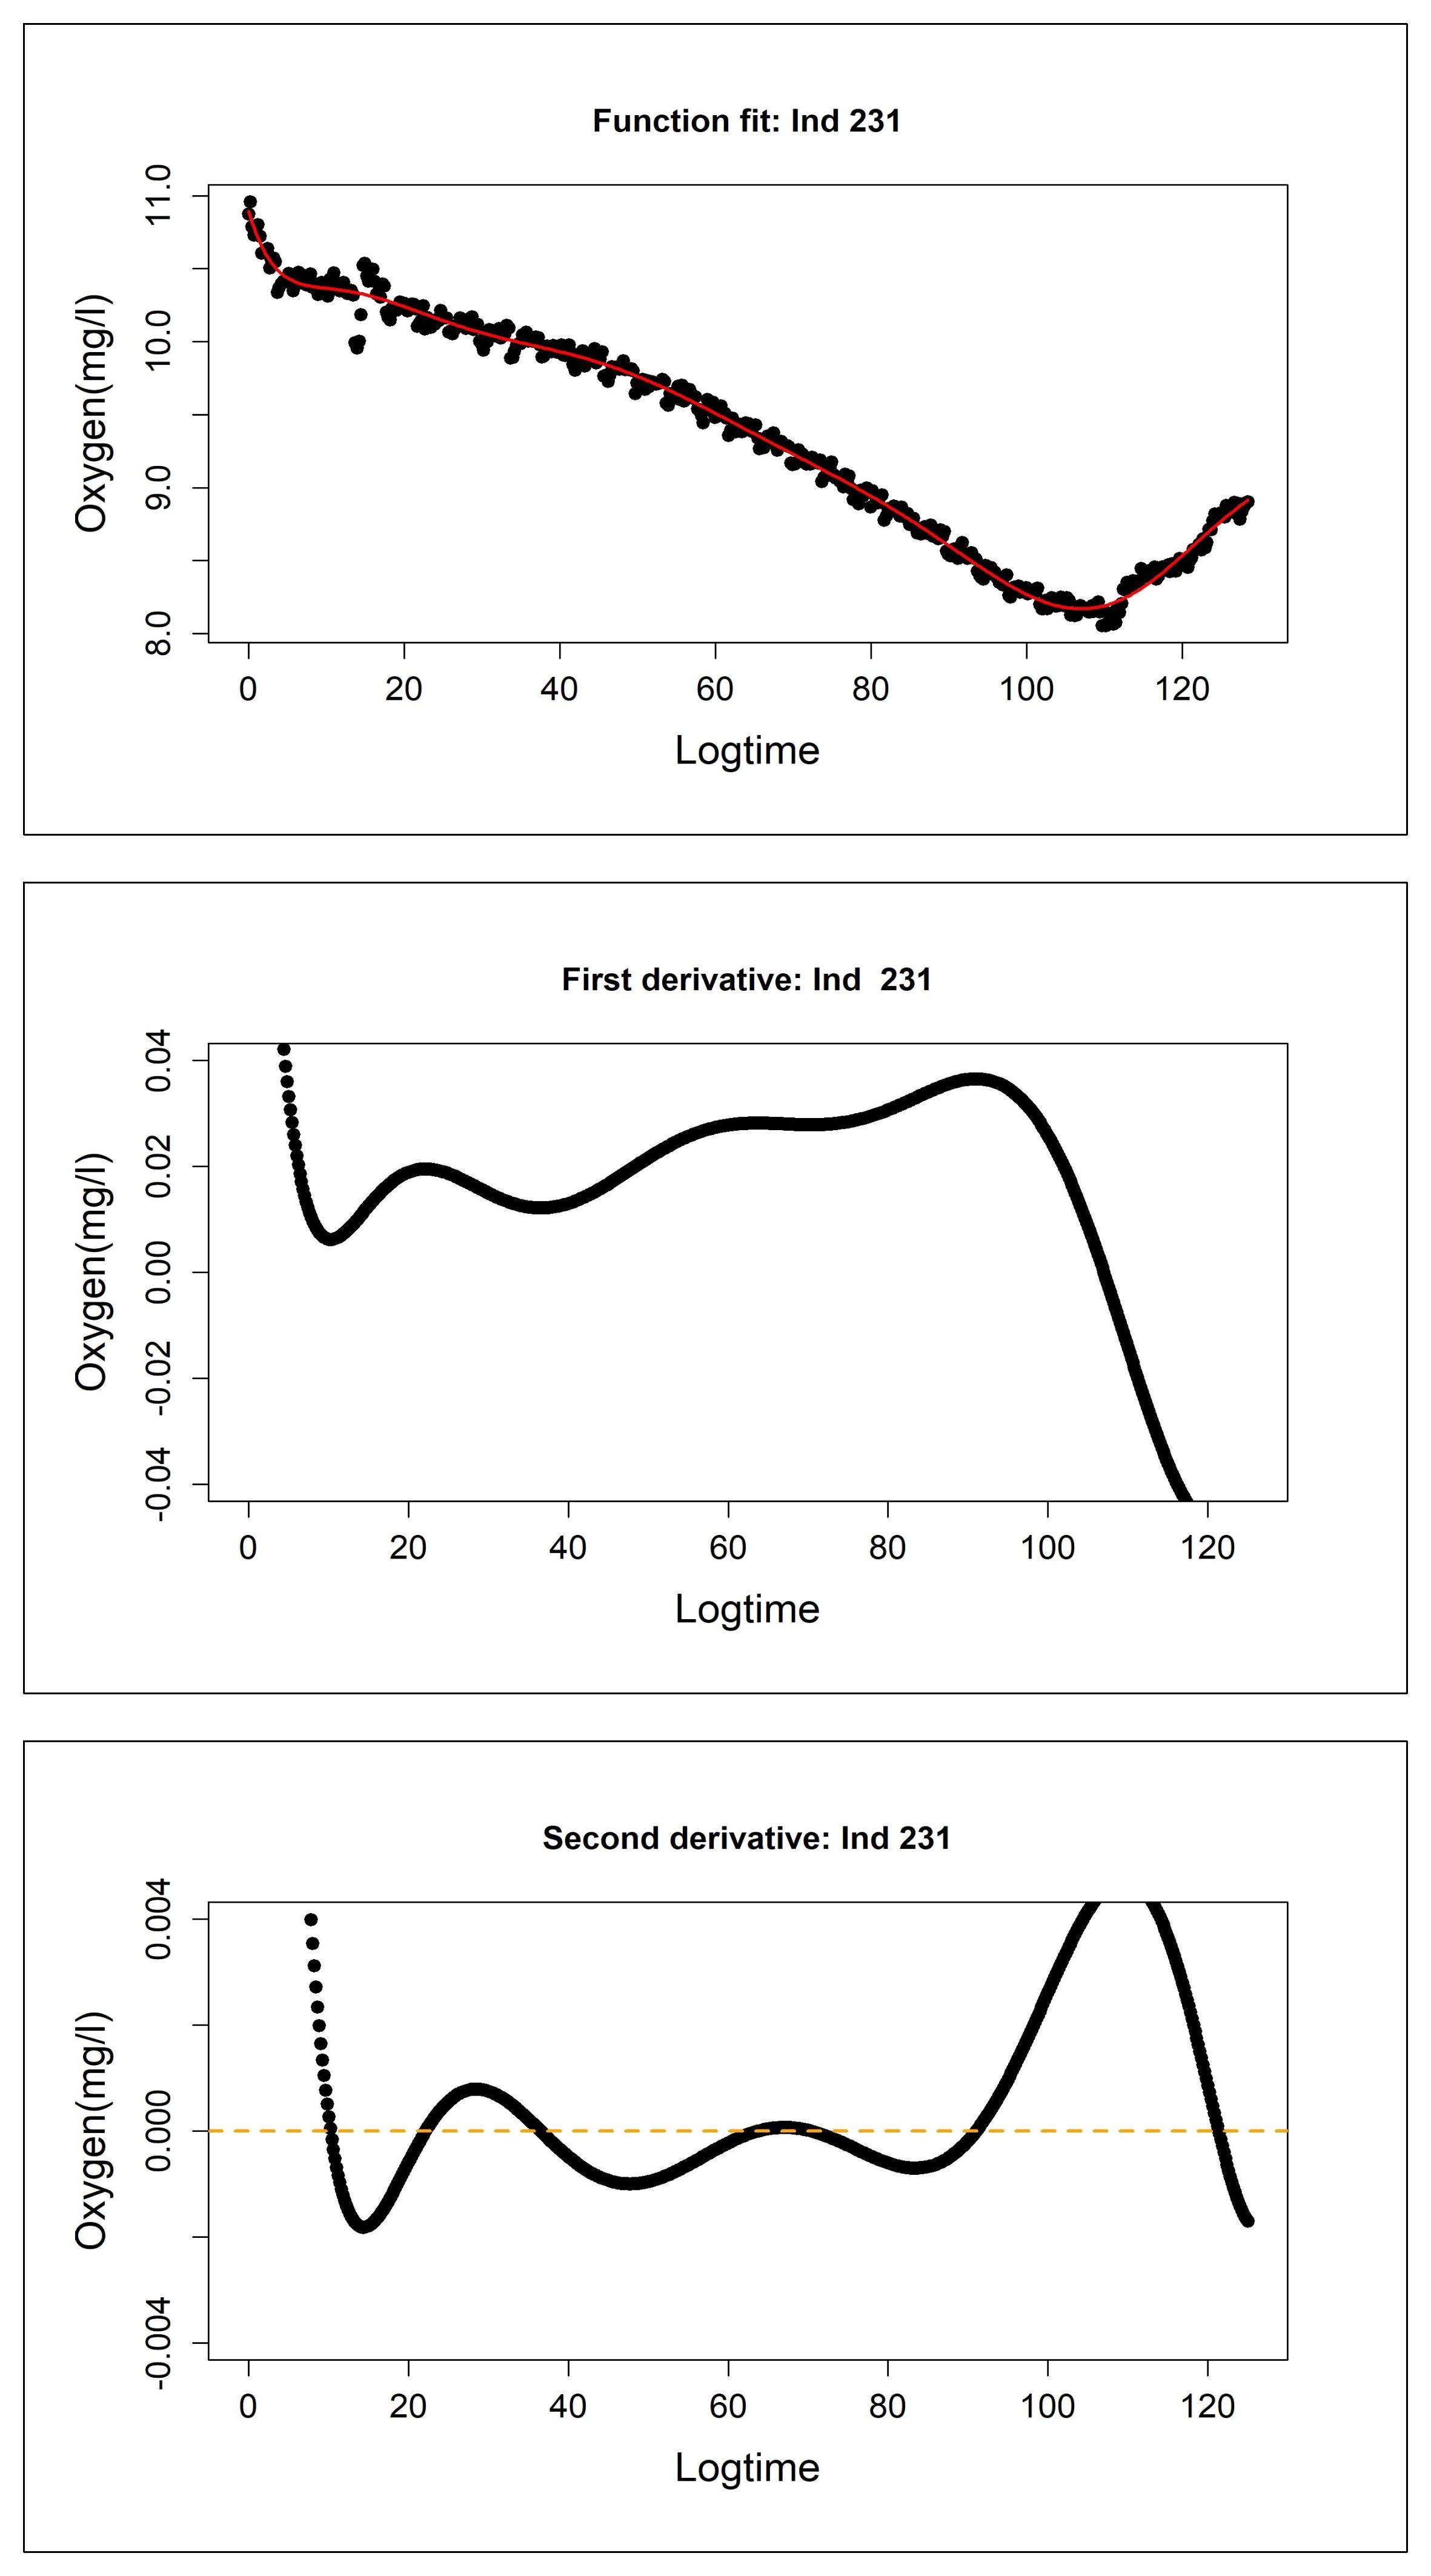 Function fit: Ind 231
Oxygen(mg/l)
11.0
10.0
9.0
8.0
0 20 40 60 80 100 120
Logtime
First derivative: Ind  231
Oxygen(mg/l)
0.04
0.02
0.00
-0.02
-0.04
0 20 40 60 80 100 120
Logtime
Second derivative: Ind 231
Oxygen(mg/l)
0.004
0.000
-0.004
0 20 40 60 80 100 120
Logtime